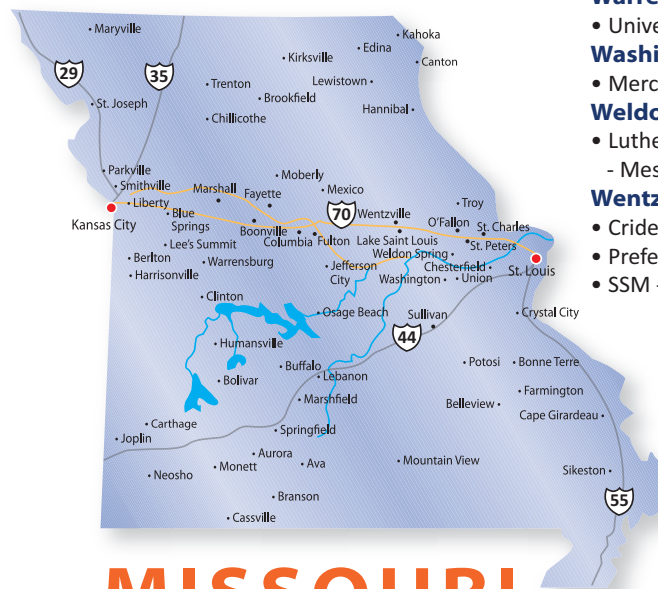 Maryville
Kahoka
Edina
Kirksville
Canton
29
35
Trenton
Lewistown
Brookfield
St. Joseph
Hannibal
Chillicothe
Parkville
Moberly
Smithville
Marshall
Fayette
Mexico
Liberty
70
Wentzville
Troy
Kansas City
Blue
Springs
O'Fallon
St. Charles
Boonville
Columbia
Fulton
Lake Saint Louis
St. Peters
Lee's Summit
Weldon Spring
Berlton
Warrensburg
Jefferson
City
Chesterfield
St. Louis
Harrisonville
Washington
Union
Clinton
Osage Beach
Sullivan
Crystal City
44
Humansville
Buffalo
Lebanon
Potosi
Bonne Terre
Bolivar
Marshfield
Farmington
Belleview
Carthage
Cape Girardeau
Joplin
Springfield
Aurora
Neosho
Monett
Ava
Mountain View
Sikeston
Branson
55
Cassville
MISSOURI
• Unive
Washi
• Merc
Weldo
• Luthe
- Mes
Wentz
• Cride
• Prefe
• SSM -